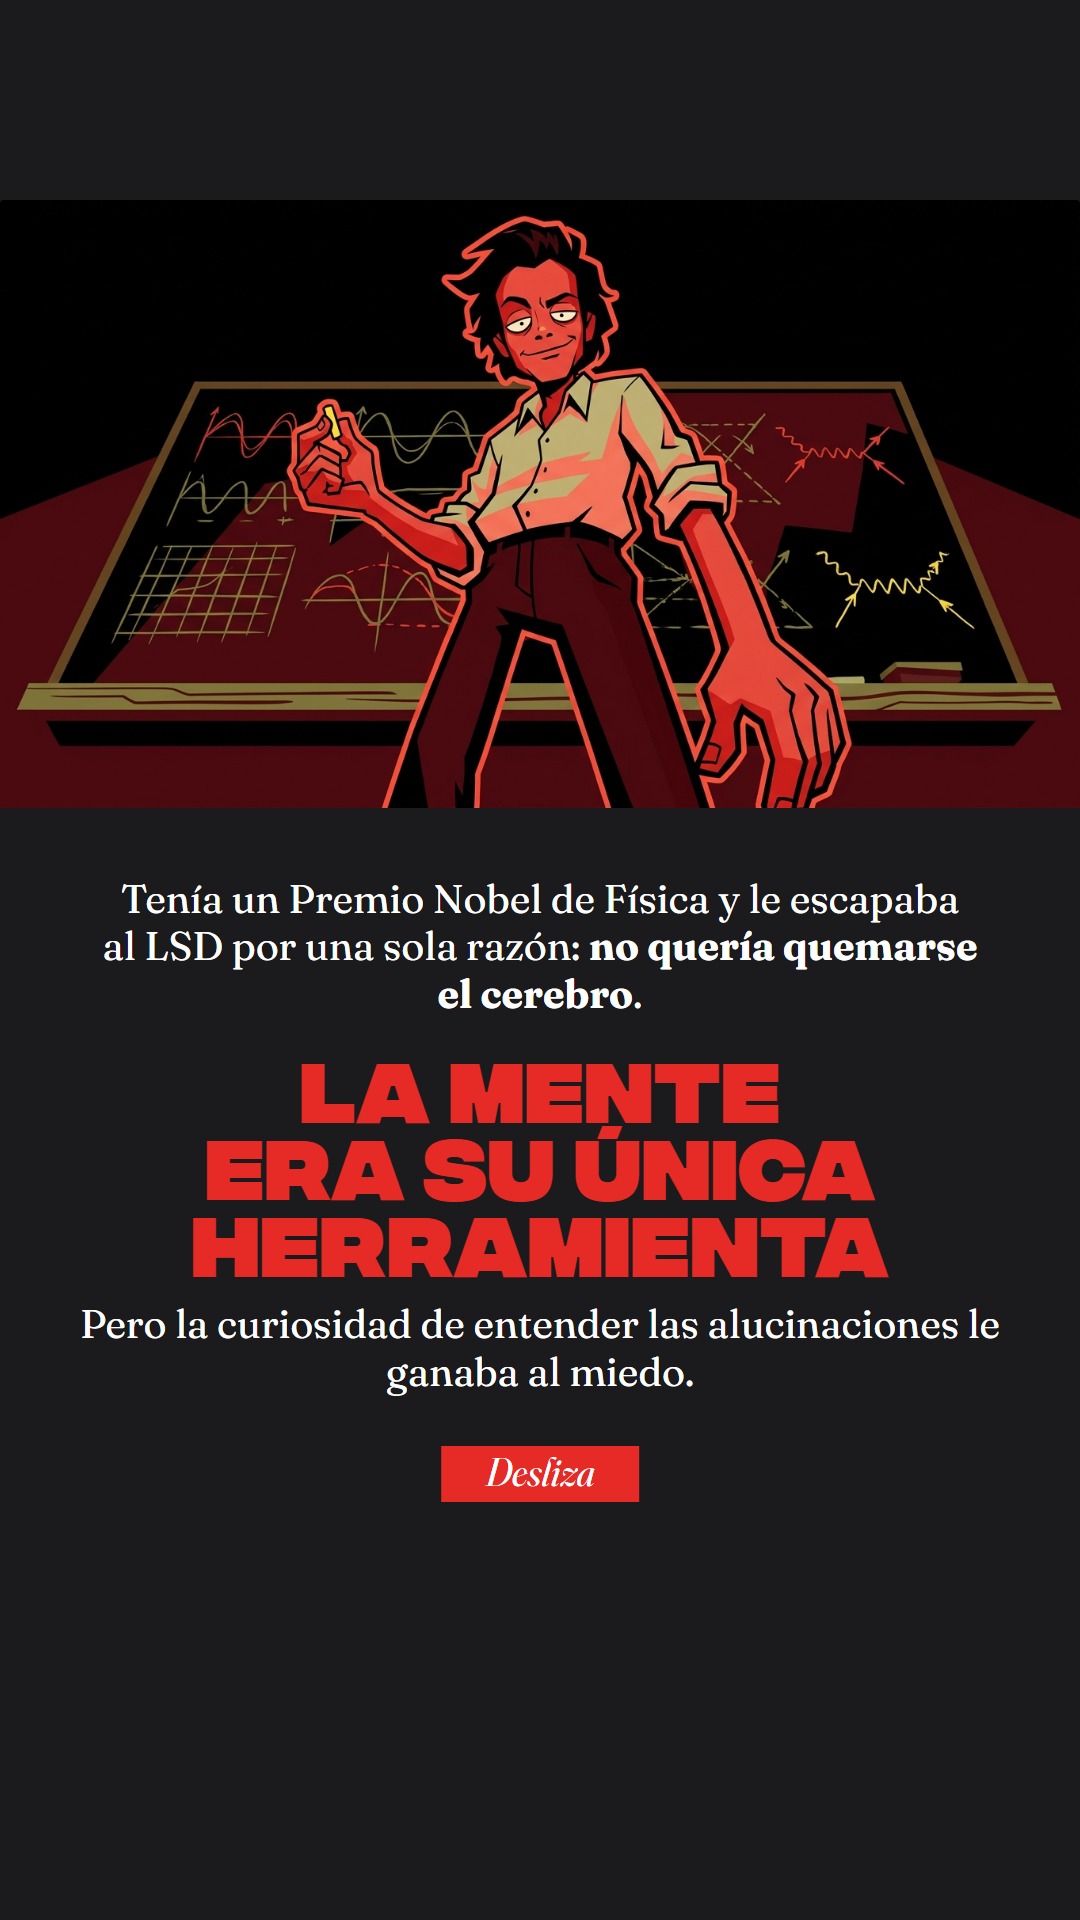 Tenía un Premio Nobel de Física y le escapaba
al LSD por una sola razón: no quería quemarse
el cerebro.
LA MENTE
ERA SU ÚNICA
HERRAMIENTA
Pero la curiosidad de entender las alucinaciones le
ganaba al miedo.
Desliza